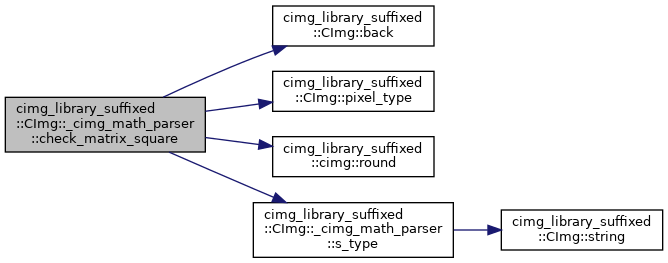 cimg_library_suffixed
::CImg::_cimg_math_parser
::check_matrix_square
cimg_library_suffixed
::CImg::back
cimg_library_suffixed
::CImg::pixel_type
cimg_library_suffixed
::cimg::round
cimg_library_suffixed
::CImg::_cimg_math_parser
::s_type
cimg_library_suffixed
::CImg::string